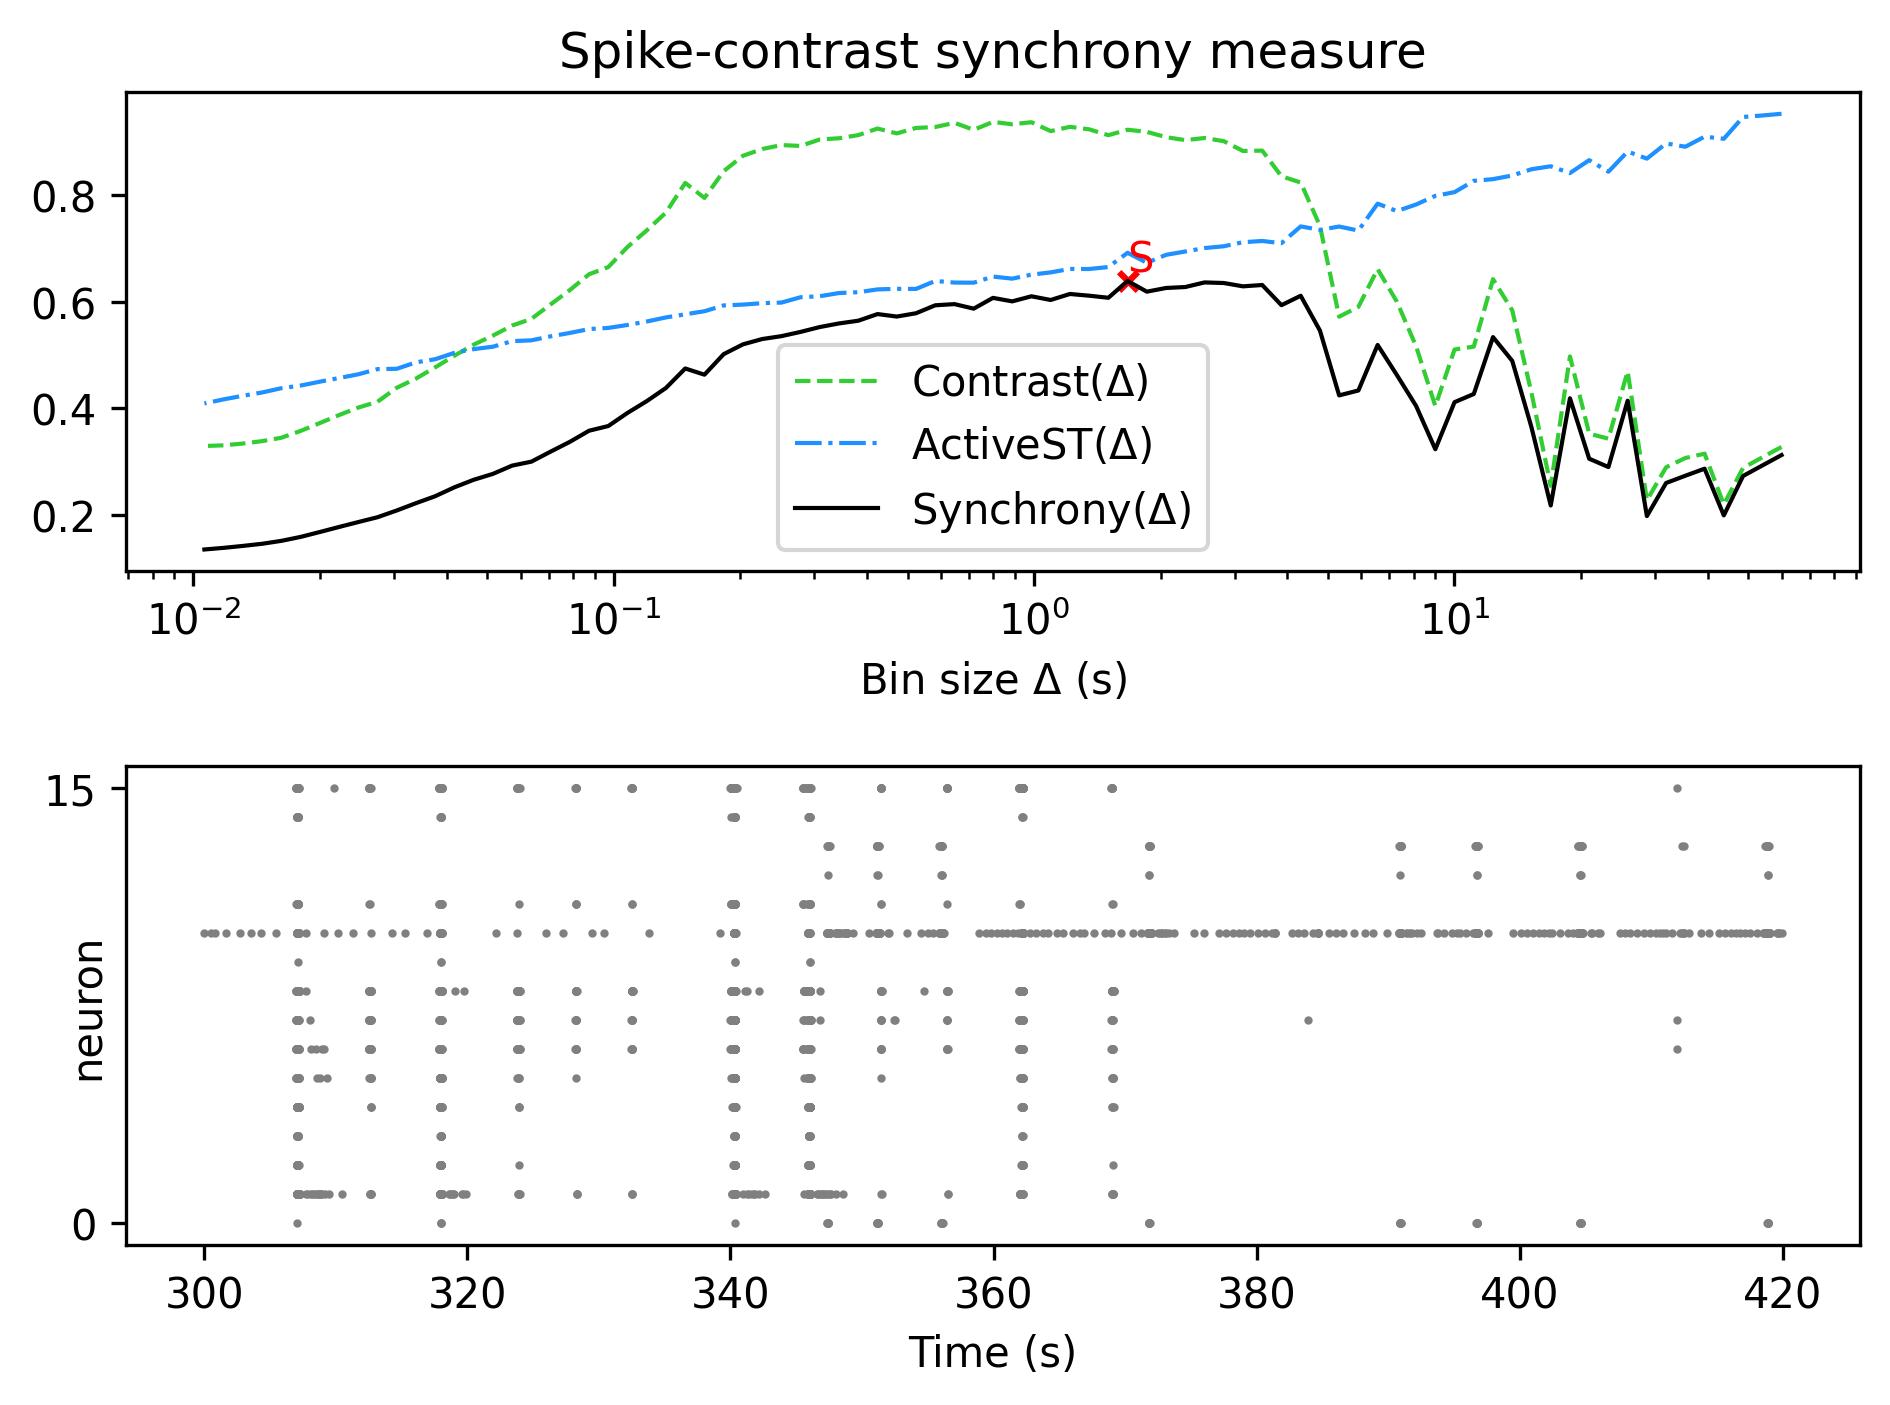 Spike-contrast synchrony measure
0.8
0.6
0.4
0.2
S
Contrast(Δ)
ActiveST(Δ)
Synchrony(Δ)
10⁻² 10⁻¹ 10⁰ 10¹
Bin size Δ (s)
15
neuron
0
300 320 340 360 380 400 420
Time (s)